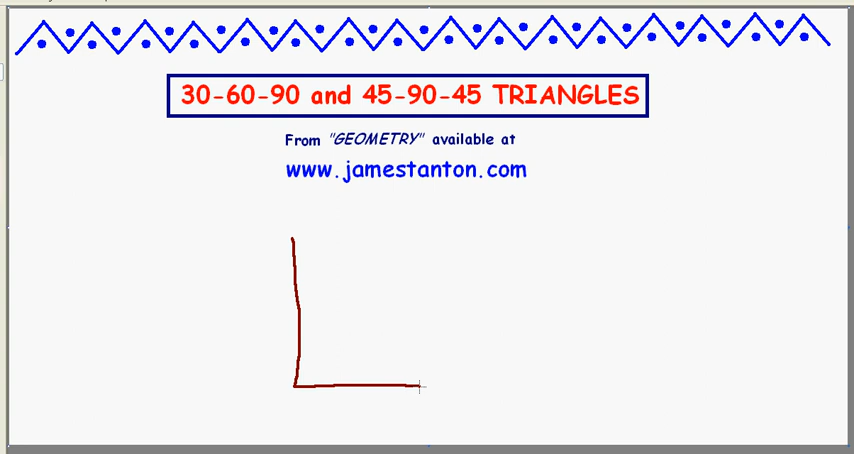 30-60-90 and 45-90-45 TRIANGLES
From "GEOMETRY" available at
www.jamestanton.com